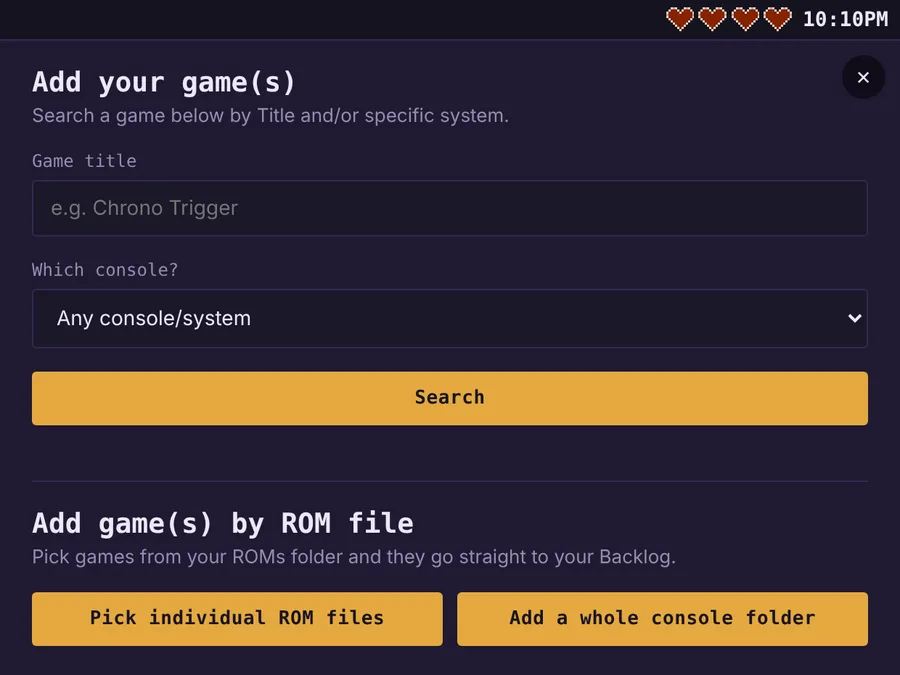 10:10PM
Add your game(s)
Search a game below by Title and/or specific system.
Game title
e.g. Chrono Trigger
Which console?
Any console/system
Search
Add game(s) by ROM file
Pick games from your ROMs folder and they go straight to your Backlog.
Pick individual ROM files
Add a whole console folder